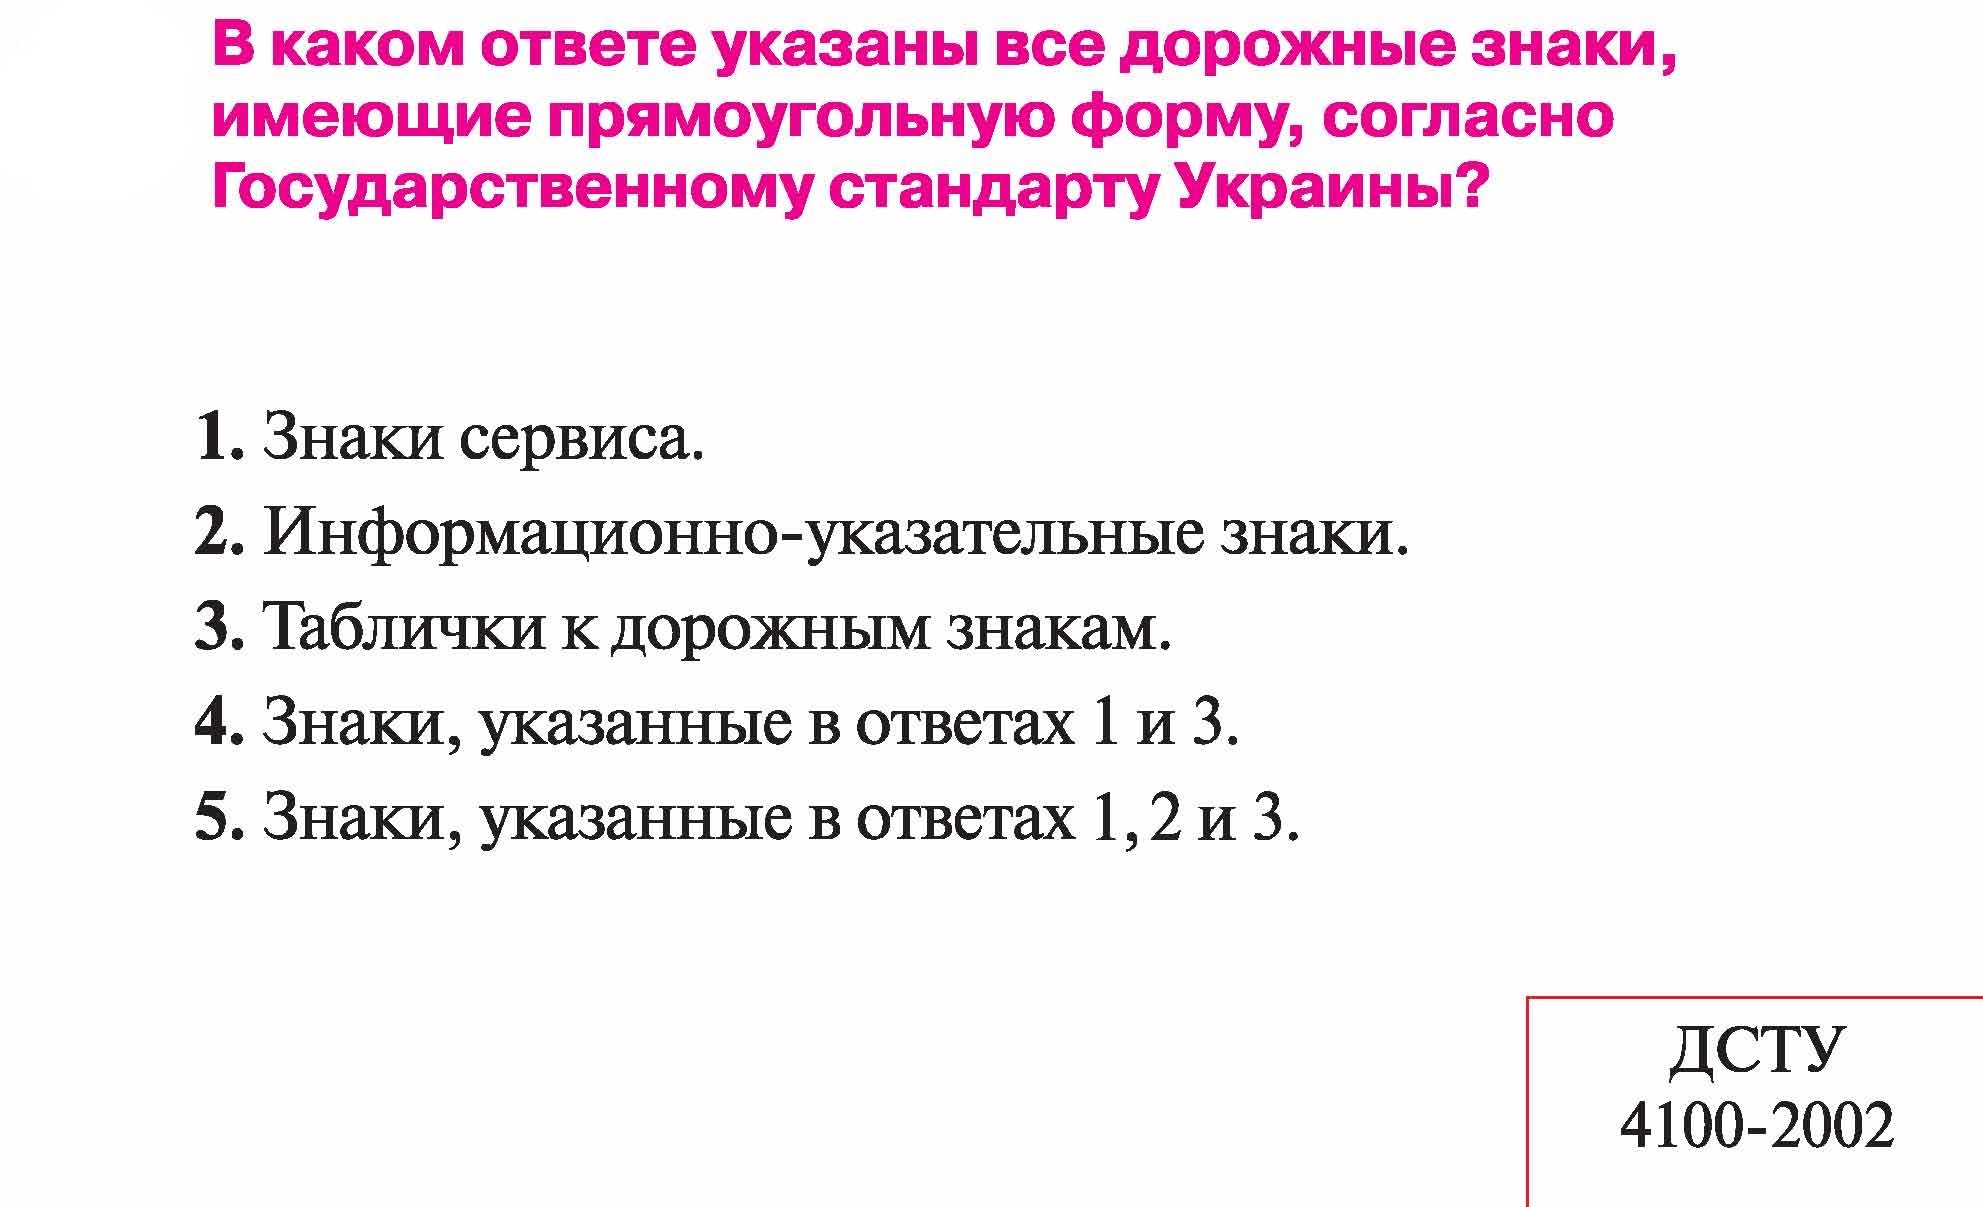 В каком ответе указаны все дорожные знаки,
имеющие прямоугольную форму, согласно
Государственному стандарту Украины?
1. Знаки сервиса.
2. Информационно-указательные знаки.
3. Таблички к дорожным знакам.
4. Знаки, указанные в ответах 1 и 3.
5. Знаки, указанные в ответах 1, 2 и 3.
ДСТУ
4100-2002